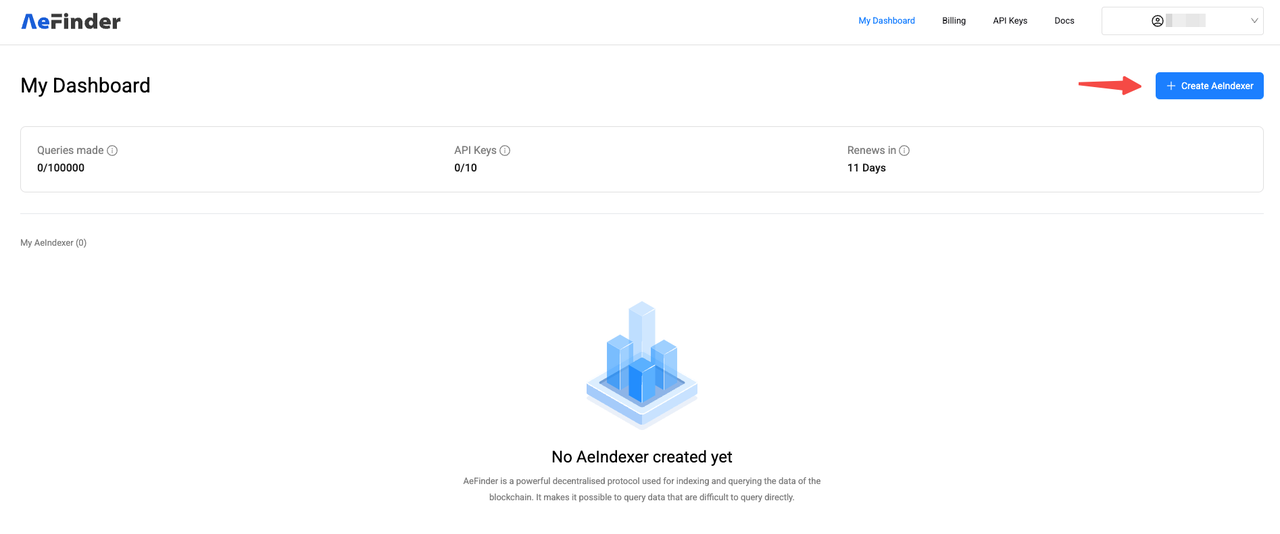 AeFinder
My Dashboard
Billing
API Keys
Docs
My Dashboard
Create AeIndexer
Queries made
0/100000
API Keys
0/10
Renews in
11 Days
My AeIndexer (0)
No AeIndexer created yet
AeFinder is a powerful decentralised protocol used for indexing and querying the data of the
blockchain. It makes it possible to query data that are difficult to query directly.